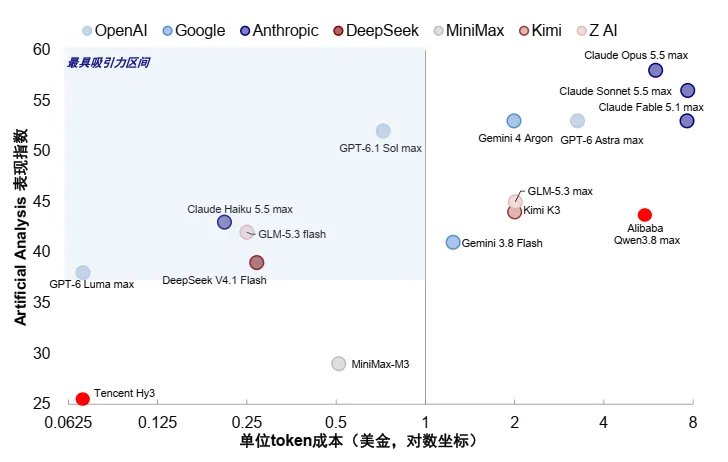 OpenAI Google Anthropic DeepSeek MiniMax Kimi Z AI
60
最具吸引力区间
Claude Opus 5.5 max
55
Claude Sonnet 5.5 max
Claude Fable 5.1 max
Gemini 4 Argon
GPT-6 Astra max
50
GPT-6.1 Sol max
45
GLM-5.3 max
Kimi K3
Claude Haiku 5.5 max
GLM-5.3 flash
Alibaba
Qwen3.8 max
Gemini 3.8 Flash
40
DeepSeek V4.1 Flash
GPT-6 Luma max
35
30
MiniMax-M3
Tencent Hy3
25
0.0625 0.125 0.25 0.5 1 2 4 8
单位token成本（美金，对数坐标）
Artificial Analysis 表现指数